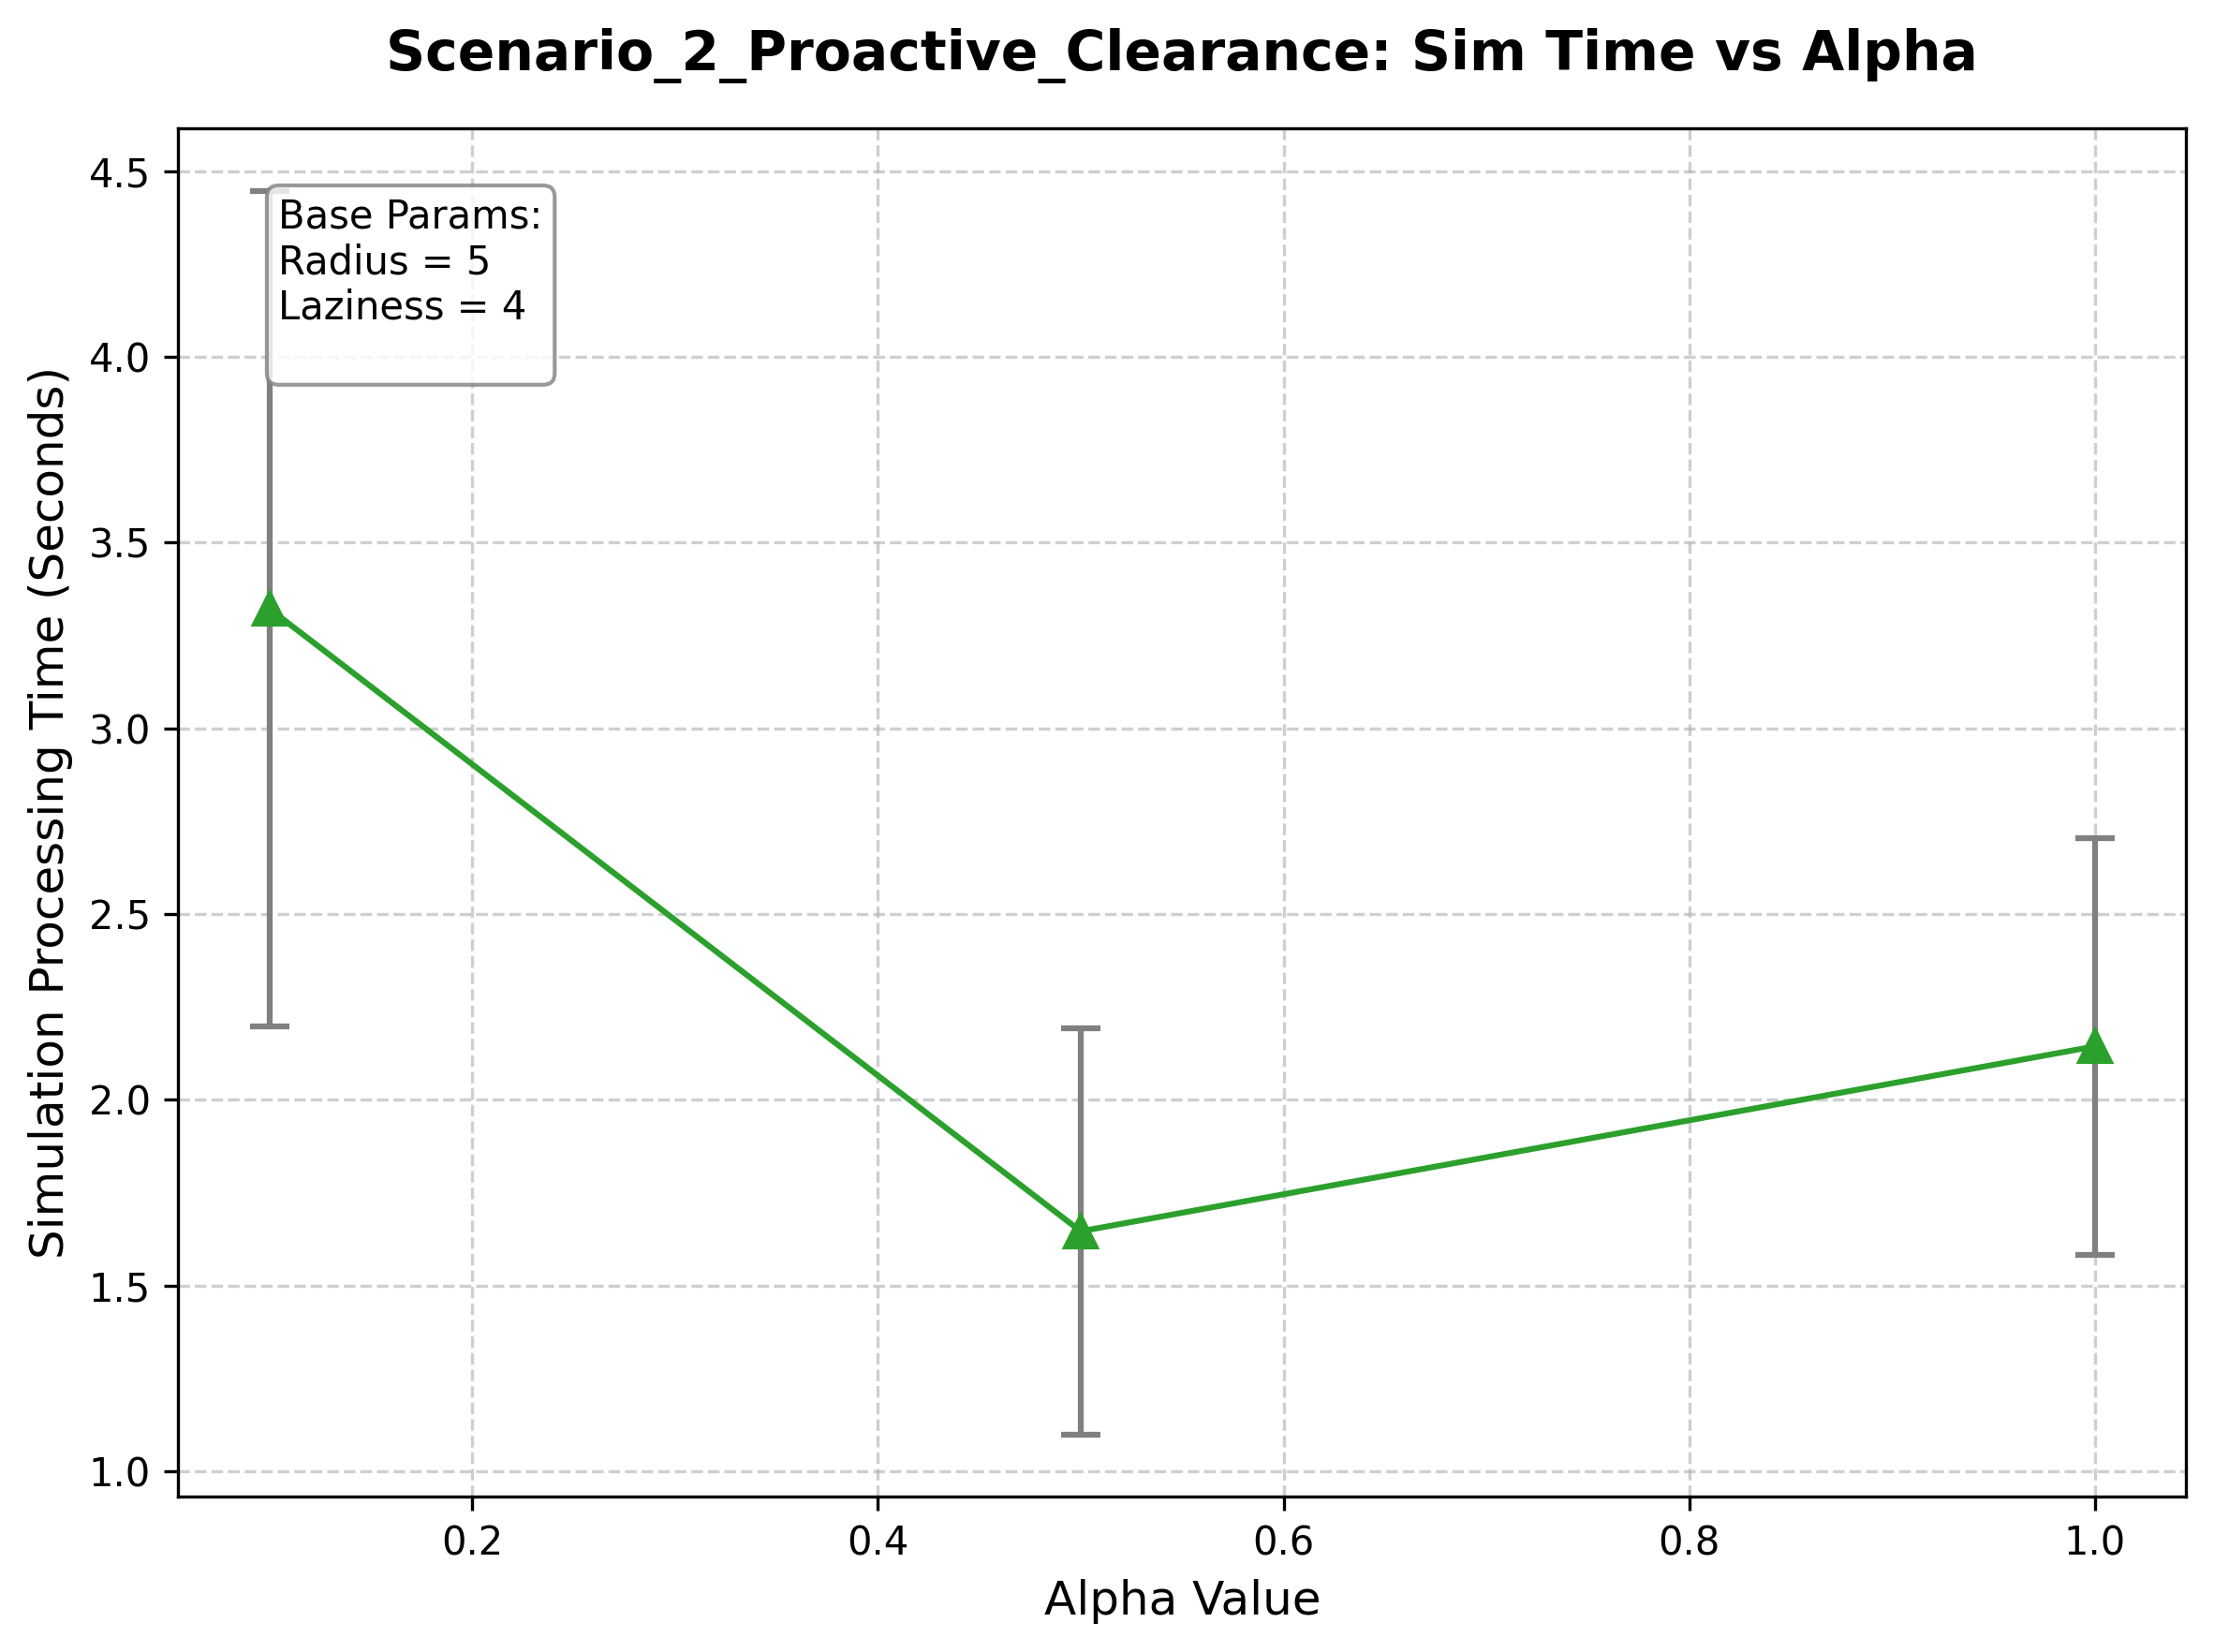 Scenario_2_Proactive_Clearance: Sim Time vs Alpha
Simulation Processing Time (Seconds)
4.5
4.0
3.5
3.0
2.5
2.0
1.5
1.0
Base Params:
Radius = 5
Laziness = 4
0.2 0.4 0.6 0.8 1.0
Alpha Value